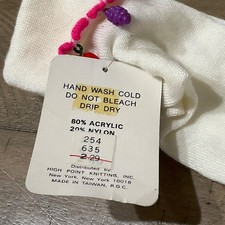 HAND WASH COLD
DO NOT BLEACH
DRIP DRY
80% ACRYLIC
20% NYLON
254
635
2.29
Distributed by:
HIGH POINT KNITTING, INC.
New York, New York 10018
MADE IN TAIWAN, R.O.C.